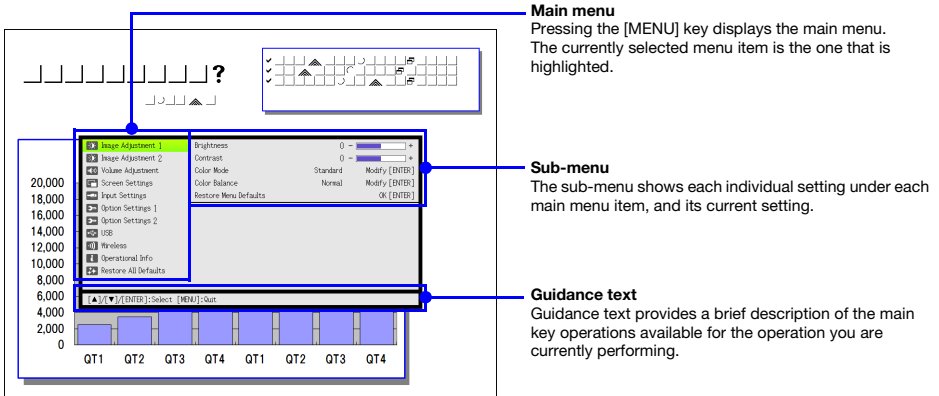 Main menu
Pressing the [MENU] key displays the main menu.
The currently selected menu item is the one that is
highlighted.
?
Image Adjustment 1
Image Adjustment 2
Volume Adjustment
Screen Settings
Input Settings
Option Settings 1
Option Settings 2
USB
Wireless
Operational Info
Restore All Defaults
Brightness 0 - +
Contrast 0 - +
Color Mode Standard Modify [ENTER]
Color Balance Normal Modify [ENTER]
Restore Menu Defaults OK [ENTER]
[▲]/[▼]/[ENTER]:Select [MENU]:Quit
Sub-menu
The sub-menu shows each individual setting under each
main menu item, and its current setting.
Guidance text
Guidance text provides a brief description of the main
key operations available for the operation you are
currently performing.
20,000
18,000
16,000
14,000
12,000
10,000
8,000
6,000
4,000
2,000
0
QT1 QT2 QT3 QT4 QT1 QT2 QT3 QT4